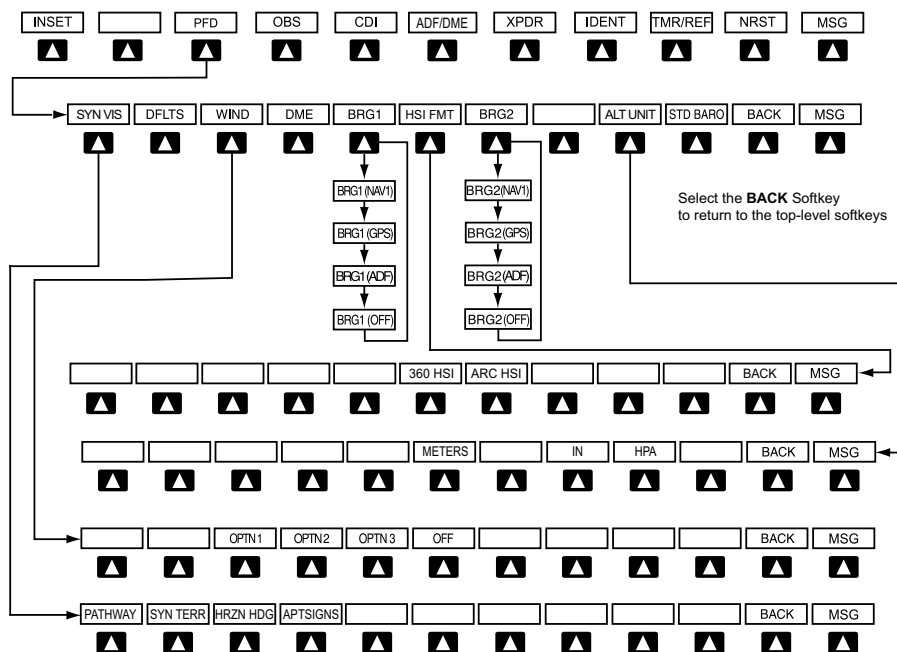 INSET PFD OBS CDI ADF/DME XPDR IDENT TMR/REF NRST MSG
SYN VIS DFLTS WIND DME BRG1 HSI FMT BRG2 ALT UNIT STD BARO BACK MSG
BRG1 (NAV1) BRG2(NAV1)
BRG1 (GPS) BRG2 (GPS)
BRG1 (ADF) BRG2 (ADF)
BRG1 (OFF) BRG2 (OFF)
Select the BACK Softkey
to return to the top-level softkeys
360 HSI ARC HSI BACK MSG
METERS IN HPA BACK MSG
OPTN 1 OPTN 2 OPTN 3 OFF BACK MSG
PATHWAY SYN TERR HRZN HDG APTSIGNS BACK MSG